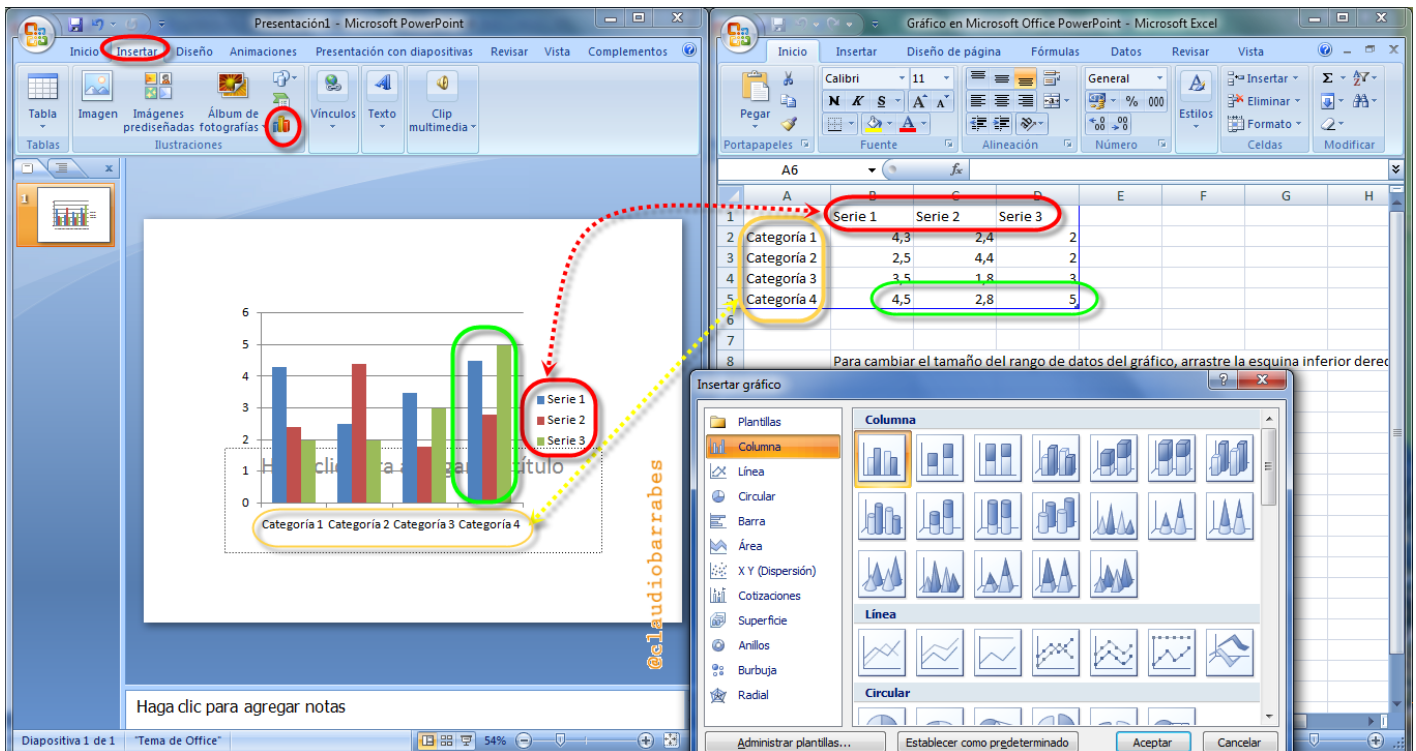 Presentación1 - Microsoft PowerPoint
Inicio Insertar Diseño Animaciones Presentación con diapositivas Revisar Vista Complementos
Tabla
Imagen
Imágenes prediseñadas
Álbum de fotografías
Vínculos
Texto
Clip multimedia
Tablas
Ilustraciones
1
6
5
4
3
2
1
0
Serie 1
Serie 2
Serie 3
Categoría 1 Categoría 2 Categoría 3 Categoría 4
@claudiobarrabes
Haga clic para agregar notas
Diapositiva 1 de 1 "Tema de Office" 54%
Gráfico en Microsoft Office PowerPoint - Microsoft Excel
Inicio Insertar Diseño de página Fórmulas Datos Revisar Vista
Pegar
Calibri 11
N K S
General
% 000
Estilos
Insertar
Eliminar
Formato
Portapapeles Fuente Alineación Número Celdas Modificar
A6 fx
A B C D E F G H
1 Serie 1 Serie 2 Serie 3
2 Categoría 1 4,3 2,4 2
3 Categoría 2 2,5 4,4 2
4 Categoría 3 3,5 1,8 3
5 Categoría 4 4,5 2,8 5
6
7
8 Para cambiar el tamaño del rango de datos del gráfico, arrastre la esquina inferior derec
Insertar gráfico
Plantillas
Columna
Línea
Circular
Barra
Área
X Y (Dispersión)
Cotizaciones
Superficie
Anillos
Burbuja
Radial
Columna
Línea
Circular
Administrar plantillas... Establecer como predeterminado Aceptar Cancelar